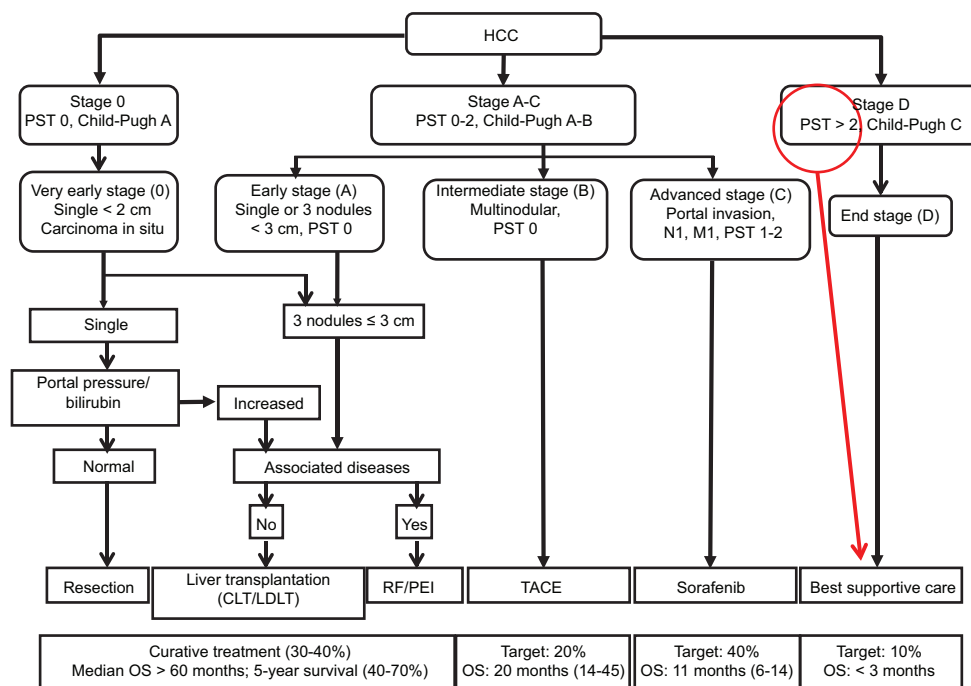 HCC
Stage 0
PST 0, Child-Pugh A
Stage A-C
PST 0-2, Child-Pugh A-B
Stage D
PST > 2, Child-Pugh C
Very early stage (0)
Single < 2 cm
Carcinoma in situ
Early stage (A)
Single or 3 nodules
< 3 cm, PST 0
Intermediate stage (B)
Multinodular,
PST 0
Advanced stage (C)
Portal invasion,
N1, M1, PST 1-2
End stage (D)
Single
3 nodules ≤ 3 cm
Portal pressure/
bilirubin
Increased
Normal
Associated diseases
No
Yes
Resection
Liver transplantation
(CLT/LDLT)
RF/PEI
TACE
Sorafenib
Best supportive care
Curative treatment (30-40%)
Median OS > 60 months; 5-year survival (40-70%)
Target: 20%
OS: 20 months (14-45)
Target: 40%
OS: 11 months (6-14)
Target: 10%
OS: < 3 months